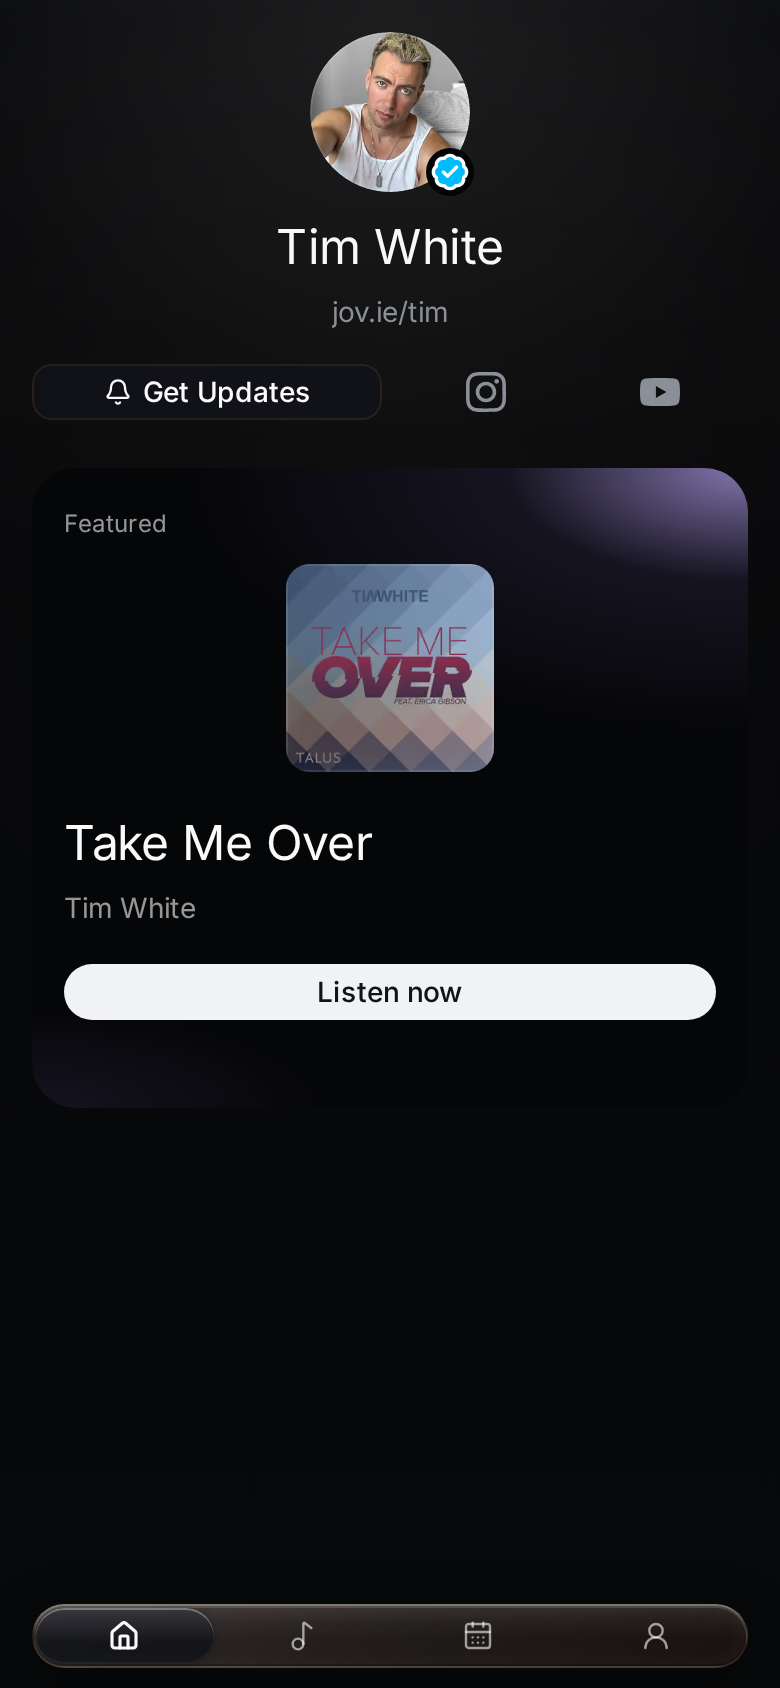 Tim White
jov.ie/tim
Get Updates
Featured
TIMWHITE
TAKE ME
OVER
FEAT. ERICA GIBSON
TALUS
Take Me Over
Tim White
Listen now